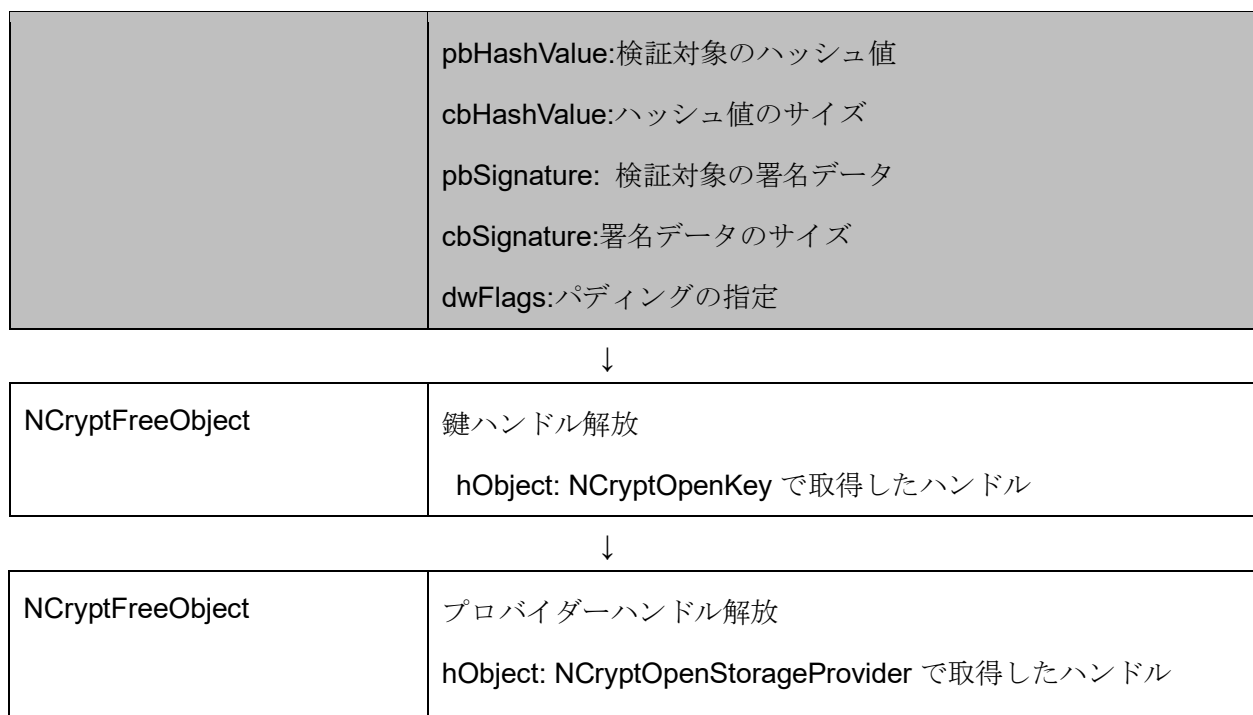 pbHashValue:検証対象のハッシュ値
cbHashValue:ハッシュ値のサイズ
pbSignature: 検証対象の署名データ
cbSignature:署名データのサイズ
dwFlags:パディングの指定
↓
NCryptFreeObject 鍵ハンドル解放
hObject: NCryptOpenKey で取得したハンドル
↓
NCryptFreeObject プロバイダーハンドル解放
hObject: NCryptOpenStorageProvider で取得したハンドル